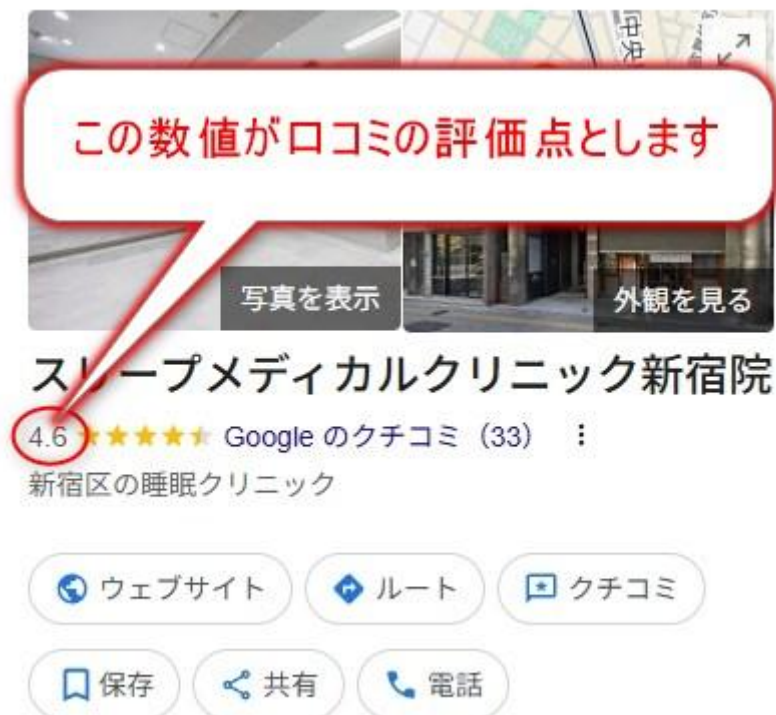 中央
この数値が口コミの評価点とします
写真を表示
外観を見る
スリープメディカルクリニック新宿院
4.6 Google のクチコミ（33）
新宿区の睡眠クリニック
ウェブサイト
ルート
クチコミ
保存
共有
電話